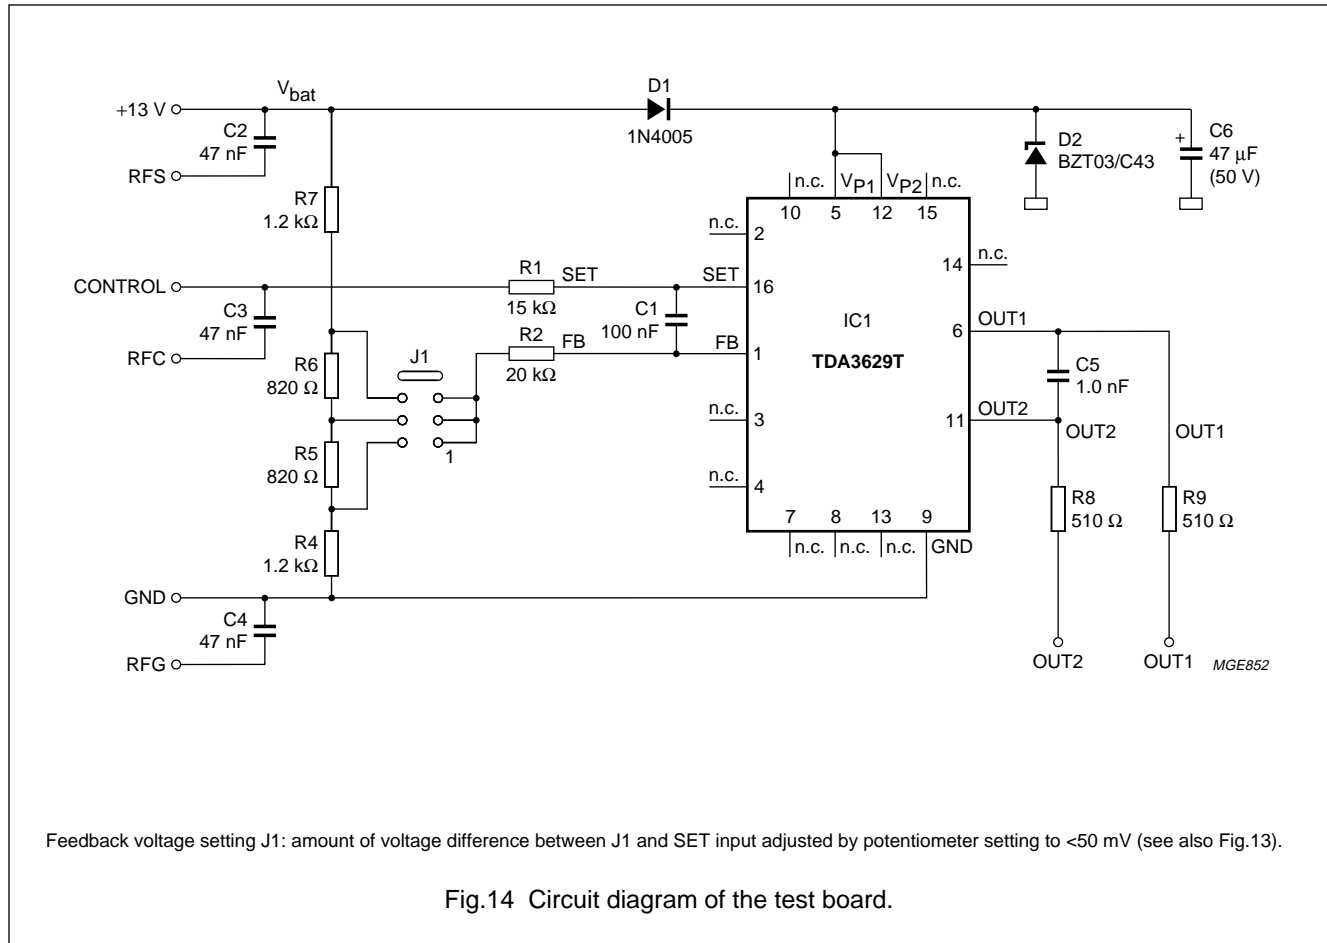 V bat
D1
+13 V
1N4005
C2
47 nF
RFS
R7
1.2 kΩ
n.c. VP1 VP2 n.c.
10 5 12 15
D2
BZT03/C43
+ C6
47 μF
(50 V)
n.c. 2
14 n.c.
CONTROL
R1 SET SET 16
15 kΩ
C3
47 nF
RFC
C1
100 nF
IC1
TDA3629T
6 OUT1
R2 FB FB 1
20 kΩ
R6
820 Ω
J1
C5
1.0 nF
n.c. 3
11 OUT2
OUT2 OUT1
R5
820 Ω
1
n.c. 4
R8
510 Ω
R9
510 Ω
7 8 13 9
n.c. n.c. n.c. GND
R4
1.2 kΩ
GND
C4
47 nF
RFG
OUT2 OUT1 MGE852
Feedback voltage setting J1: amount of voltage difference between J1 and SET input adjusted by potentiometer setting to <50 mV (see also Fig.13).
Fig.14 Circuit diagram of the test board.